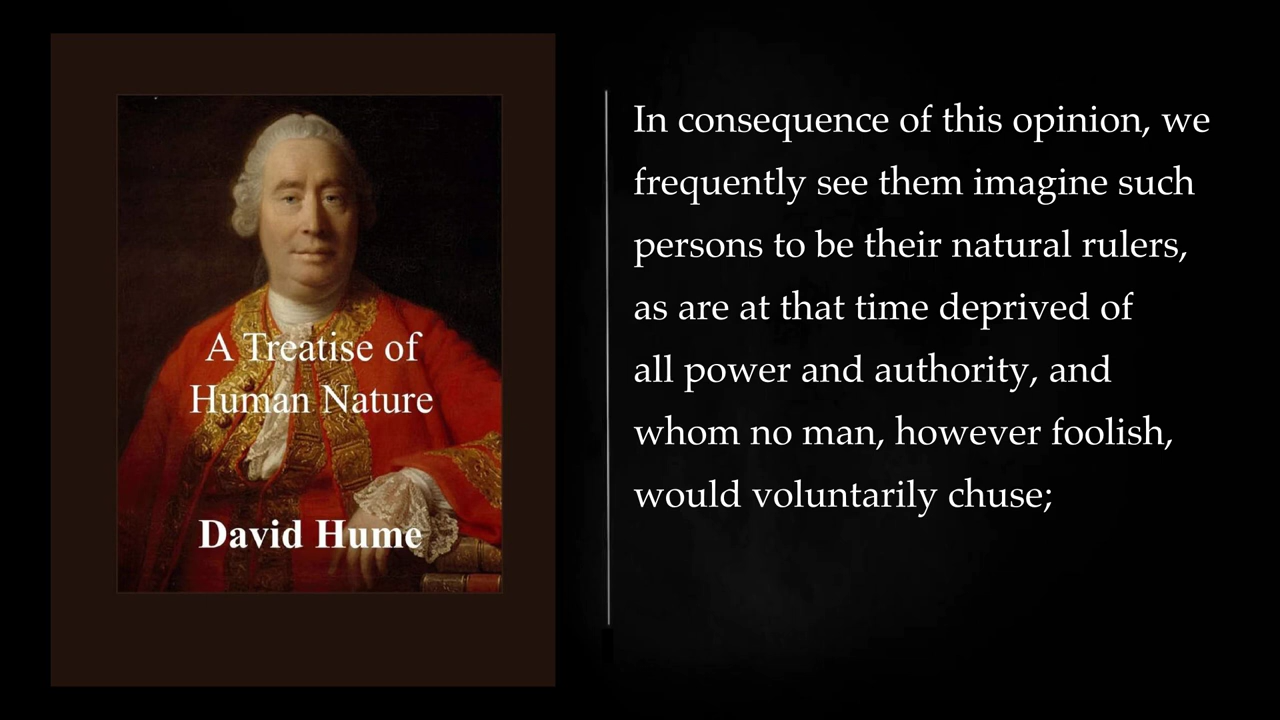 A Treatise of
Human Nature
David Hume
In consequence of this opinion, we
frequently see them imagine such
persons to be their natural rulers,
as are at that time deprived of
all power and authority, and
whom no man, however foolish,
would voluntarily chuse;